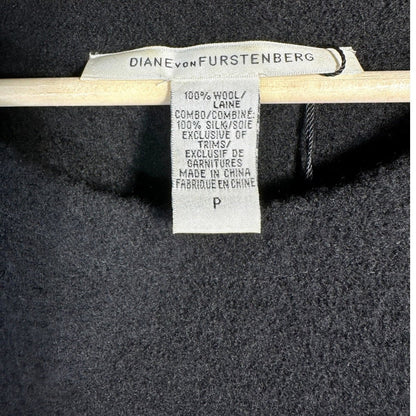 DIANE VON FURSTENBERG
100% WOOL/
LAINE
COMBO/COMBINÉ:
100% SILK/SOIE
EXCLUSIVE OF
TRIMS/
EXCLUSIF DE
GARNITURES
MADE IN CHINA
FABRIQUE EN CHINE
P